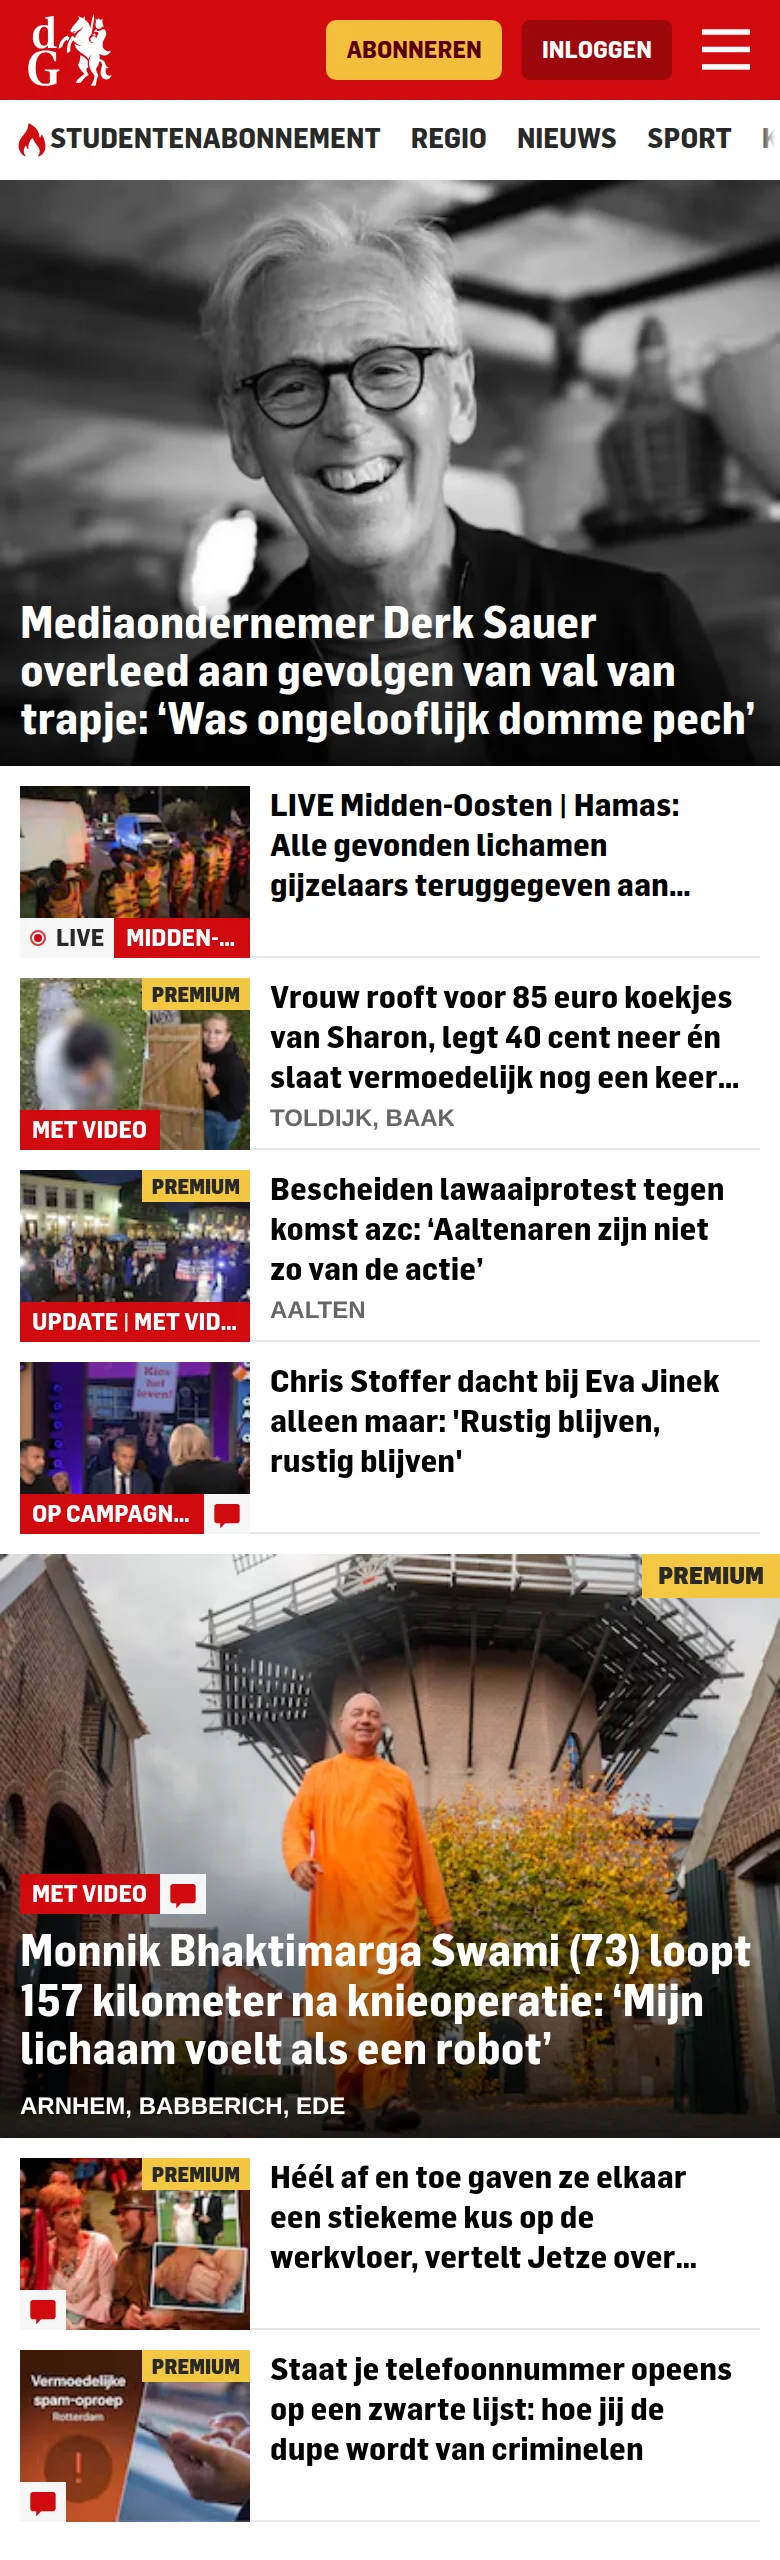 dG
ABONNEREN
INLOGGEN
STUDENTENABONNEMENT REGIO NIEUWS SPORT
Mediaondernemer Derk Sauer
overleed aan gevolgen van val van
trapje: ‘Was ongelooflijk domme pech’
LIVE Midden-Oosten | Hamas:
Alle gevonden lichamen
gijzelaars teruggegeven aan...
LIVE MIDDEN-...
PREMIUM
MET VIDEO
Vrouw rooft voor 85 euro koekjes
van Sharon, legt 40 cent neer én
slaat vermoedelijk nog een keer...
TOLDIJK, BAAK
PREMIUM
UPDATE | MET VID...
Bescheiden lawaaiprotest tegen
komst azc: ‘Aaltenaren zijn niet
zo van de actie’
AALTEN
Kies
het
leven!
OP CAMPAGN...
Chris Stoffer dacht bij Eva Jinek
alleen maar: 'Rustig blijven,
rustig blijven'
PREMIUM
MET VIDEO
Monnik Bhaktimarga Swami (73) loopt
157 kilometer na knieoperatie: ‘Mijn
lichaam voelt als een robot’
ARNHEM, BABBERICH, EDE
PREMIUM
Héél af en toe gaven ze elkaar
een stiekeme kus op de
werkvloer, vertelt Jetze over...
PREMIUM
Vermoedelijke
spam-oproep
Rotterdam
Staat je telefoonnummer opeens
op een zwarte lijst: hoe jij de
dupe wordt van criminelen